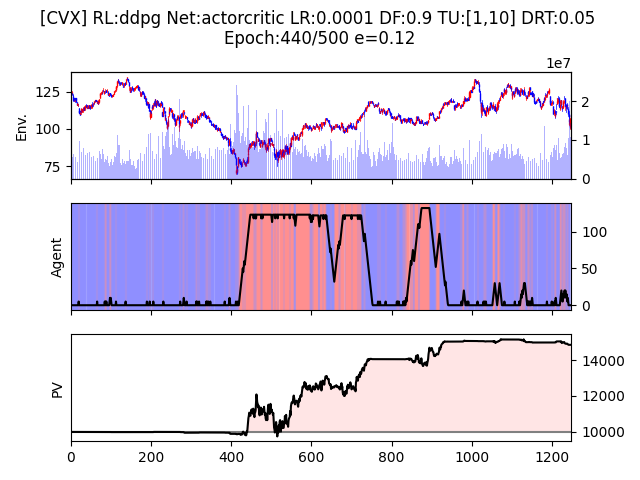 [CVX] RL:ddpg Net:actorcritic LR:0.0001 DF:0.9 TU:[1,10] DRT:0.05
Epoch:440/500 e=0.12
1e7
Env.
125
100
75
2
1
0
Agent
100
50
0
PV
14000
12000
10000
0 200 400 600 800 1000 1200